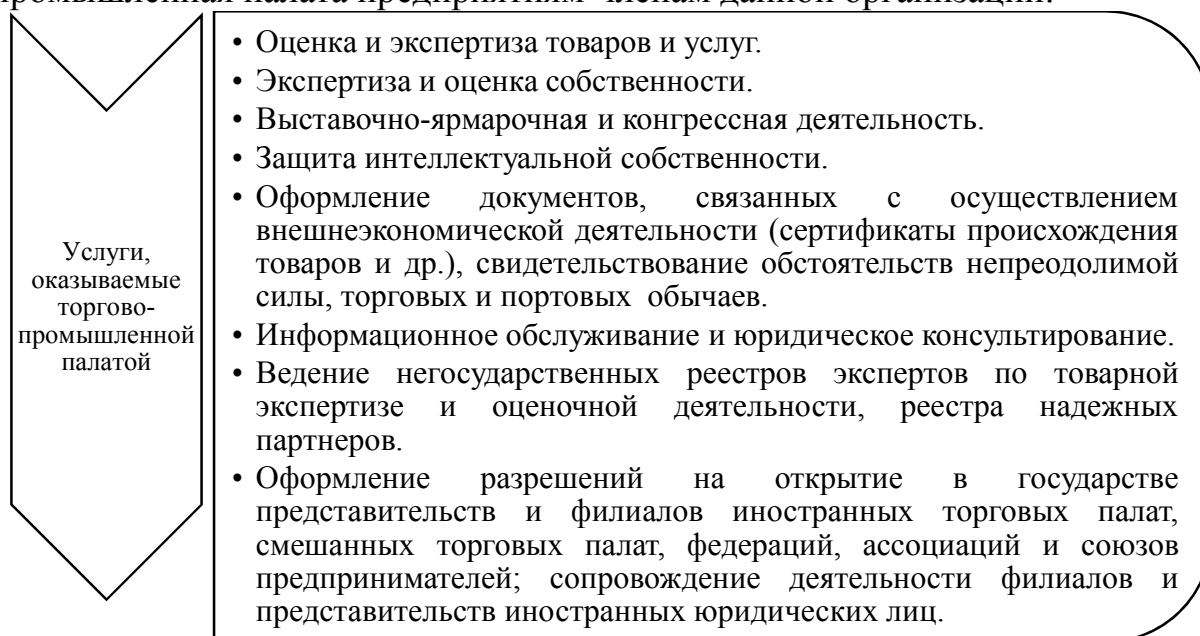 промышленная палата предприятиям членам данной организации.
• Оценка и экспертиза товаров и услуг.
• Экспертиза и оценка собственности.
• Выставочно-ярмарочная и конгрессная деятельность.
• Защита интеллектуальной собственности.
• Оформление документов, связанных с осуществлением
внешнеэкономической деятельности (сертификаты происхождения
товаров и др.), свидетельствование обстоятельств непреодолимой
силы, торговых и портовых обычаев.
• Информационное обслуживание и юридическое консультирование.
• Ведение негосударственных реестров экспертов по товарной
экспертизе и оценочной деятельности, реестра надежных
партнеров.
• Оформление разрешений на открытие в государстве
представительств и филиалов иностранных торговых палат,
смешанных торговых палат, федераций, ассоциаций и союзов
предпринимателей; сопровождение деятельности филиалов и
представительств иностранных юридических лиц.
Услуги,
оказываемые
торгово-
промышленной
палатой